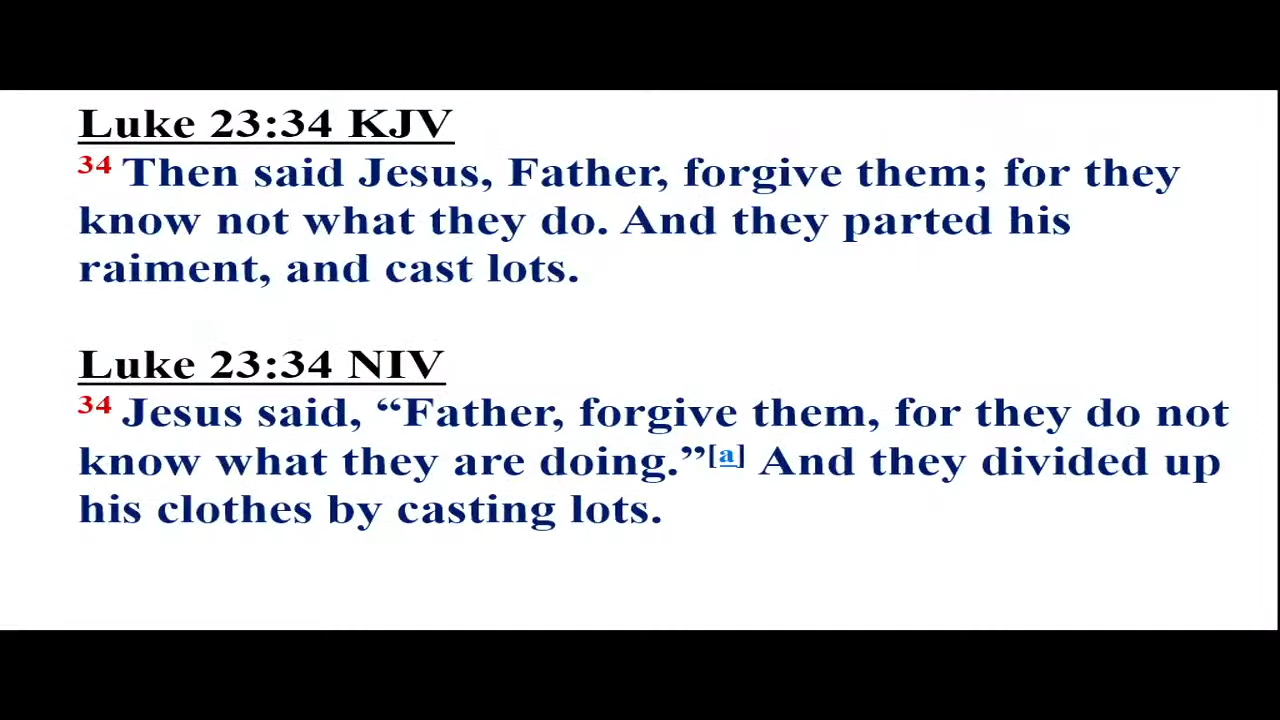 Luke 23:34 KJV
34 Then said Jesus, Father, forgive them; for they
know not what they do. And they parted his
raiment, and cast lots.
Luke 23:34 NIV
34 Jesus said, “Father, forgive them, for they do not
know what they are doing.”[a] And they divided up
his clothes by casting lots.